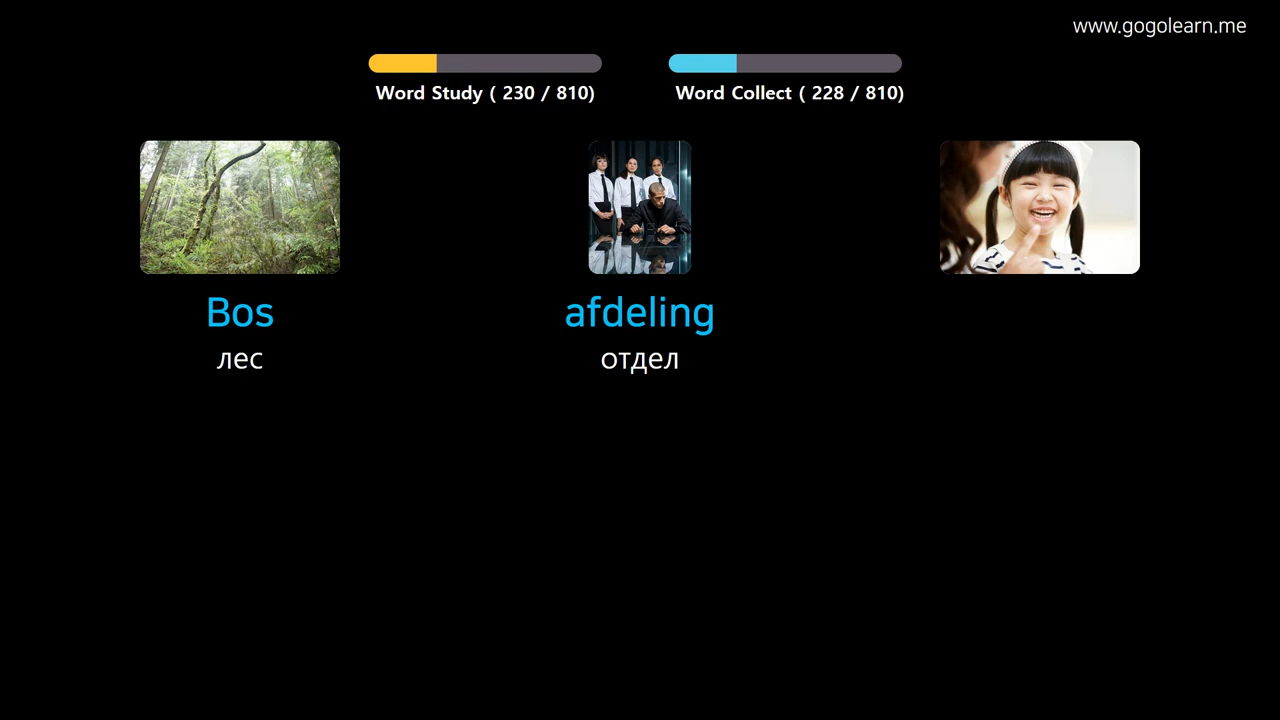 www.gogolearn.me
Word Study ( 230 / 810)
Word Collect ( 228 / 810)
Bos
afdeling
лес
отдел